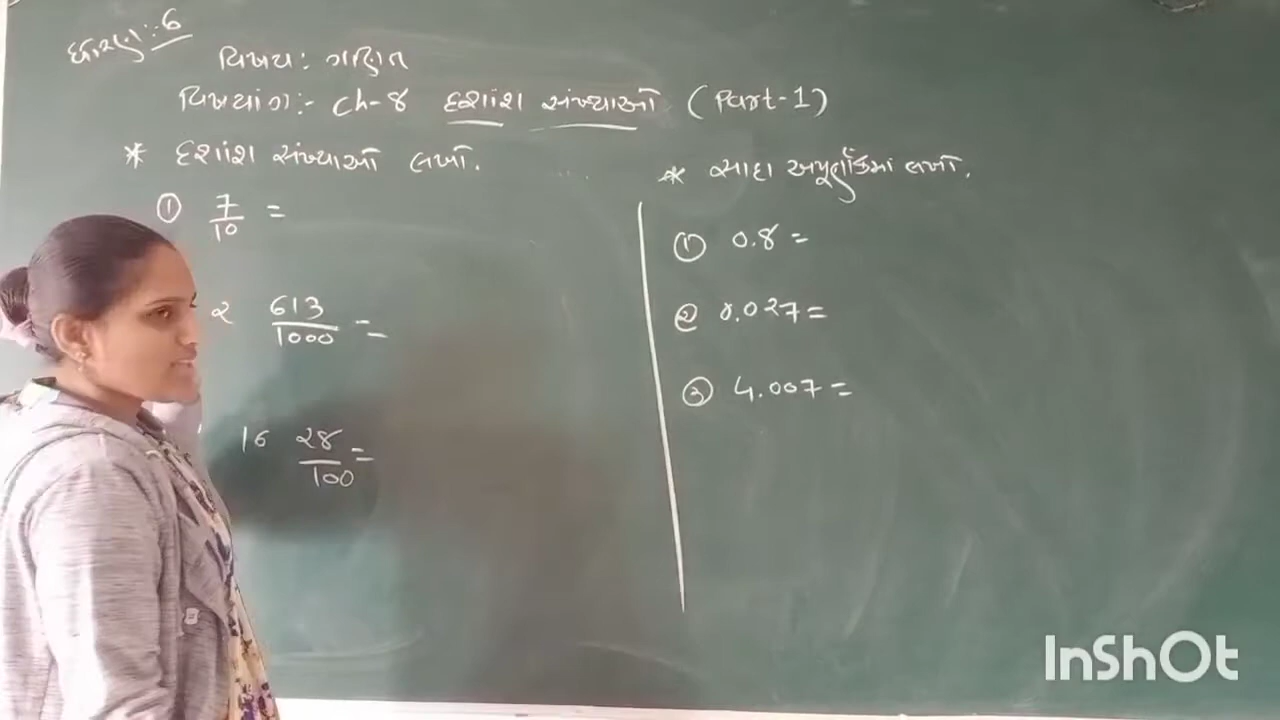 ધોરણ : 6
વિષય : ગણિત
વિષયાંગ :- Ch-8 દશાંશ સંખ્યાઓ (Part-1)
* દશાંશ સંખ્યાઓ લખો.
① 7/10 =
૨ 613/1000 =
16 28/100 =
* સાદા અપૂર્ણાંકમાં લખો.
① 0.8 =
② 0.027 =
③ 4.007 =
InShOt